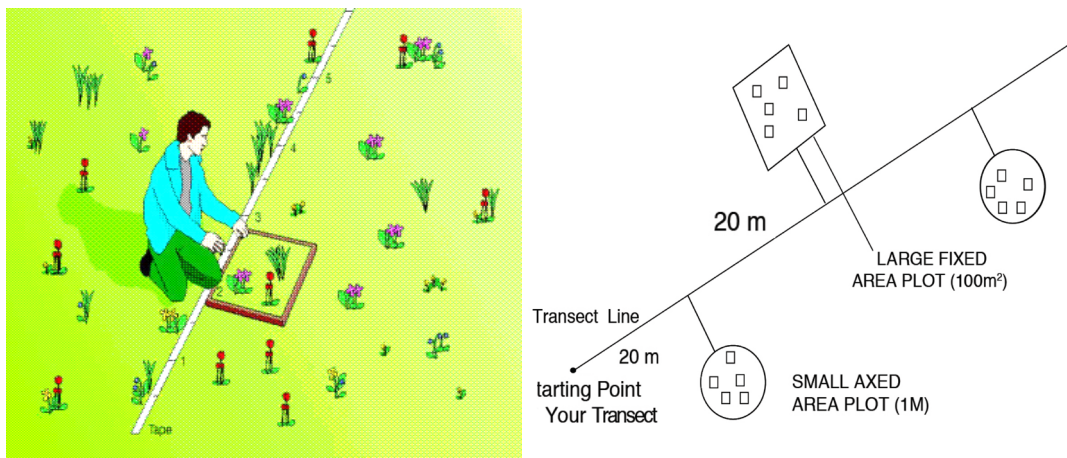 5
4
3
2
1
Tape
20 m
LARGE FIXED
AREA PLOT (100m²)
Transect Line
20 m
tarting Point
Your Transect
SMALL AXED
AREA PLOT (1M)